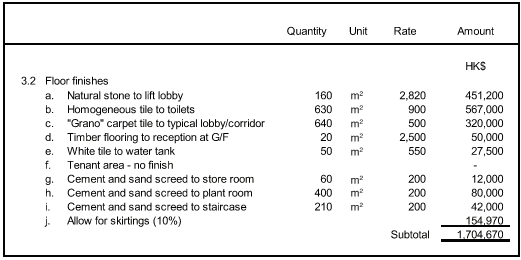 Quantity Unit Rate Amount
HK$
3.2 Floor finishes
a. Natural stone to lift lobby 160 m² 2,820 451,200
b. Homogeneous tile to toilets 630 m² 900 567,000
c. "Grano" carpet tile to typical lobby/corridor 640 m² 500 320,000
d. Timber flooring to reception at G/F 20 m² 2,500 50,000
e. White tile to water tank 50 m² 550 27,500
f. Tenant area - no finish -
g. Cement and sand screed to store room 60 m² 200 12,000
h. Cement and sand screed to plant room 400 m² 200 80,000
i. Cement and sand screed to staircase 210 m² 200 42,000
j. Allow for skirtings (10%) 154,970
Subtotal 1,704,670